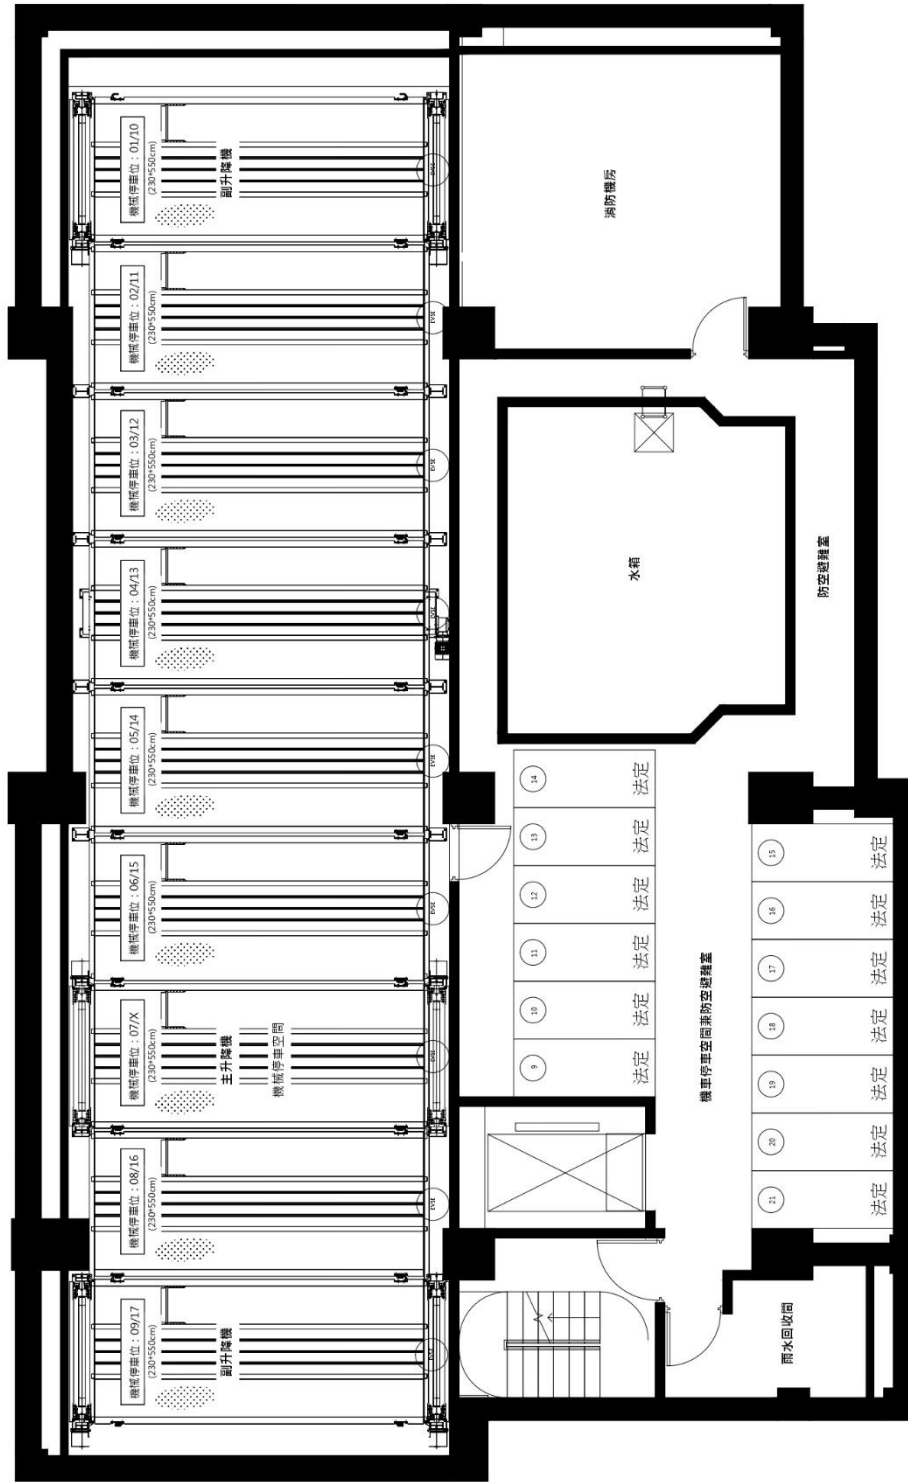 機械停車位：01/10
(230*550cm)
副升降機
機械停車位：02/11
(230*550cm)
EVSE
機械停車位：03/12
(230*550cm)
EVSE
機械停車位：04/13
(230*550cm)
機械停車位：05/14
(230*550cm)
EVSE
機械停車位：06/15
(230*550cm)
EVSE
機械停車位：07/X
(230*550cm)
主升降機
機械停車空間
機械停車位：08/16
(230*550cm)
EVSE
機械停車位：09/17
(230*550cm)
副升降機
消防機房
水箱
防空避難室
14
法定
13
法定
12
法定
11
法定
10
法定
9
法定
機車停車空間兼防空避難室
15
法定
16
法定
17
法定
18
法定
19
法定
20
法定
21
法定
雨水回收間